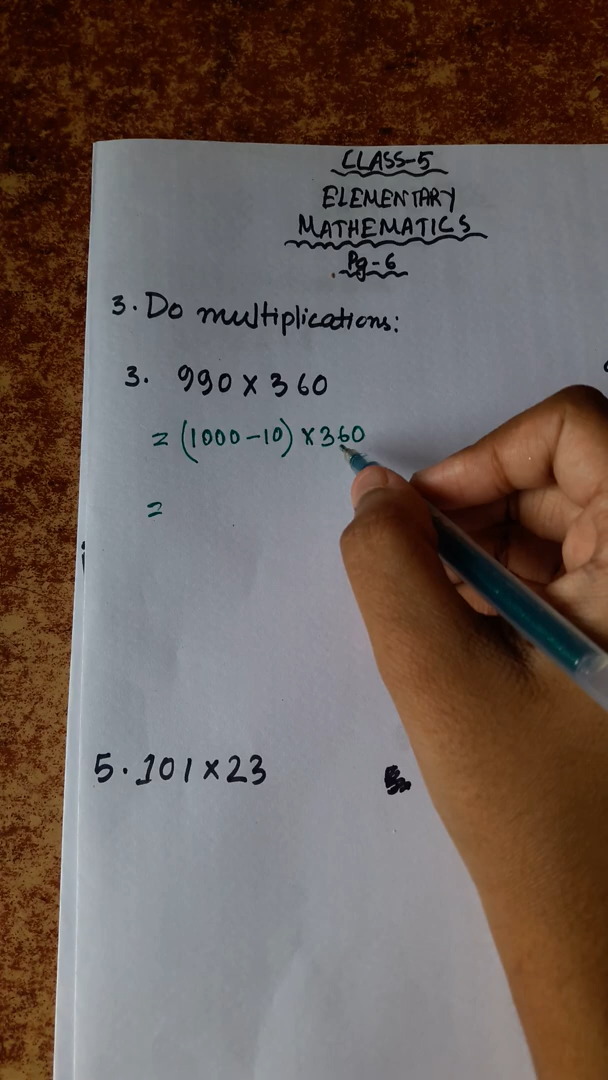 CLASS-5
ELEMENTARY
MATHEMATICS
Pg-6
3. Do multiplications:
3. 990 x 360
= (1000-10) x 360
=
5. 101 x 23